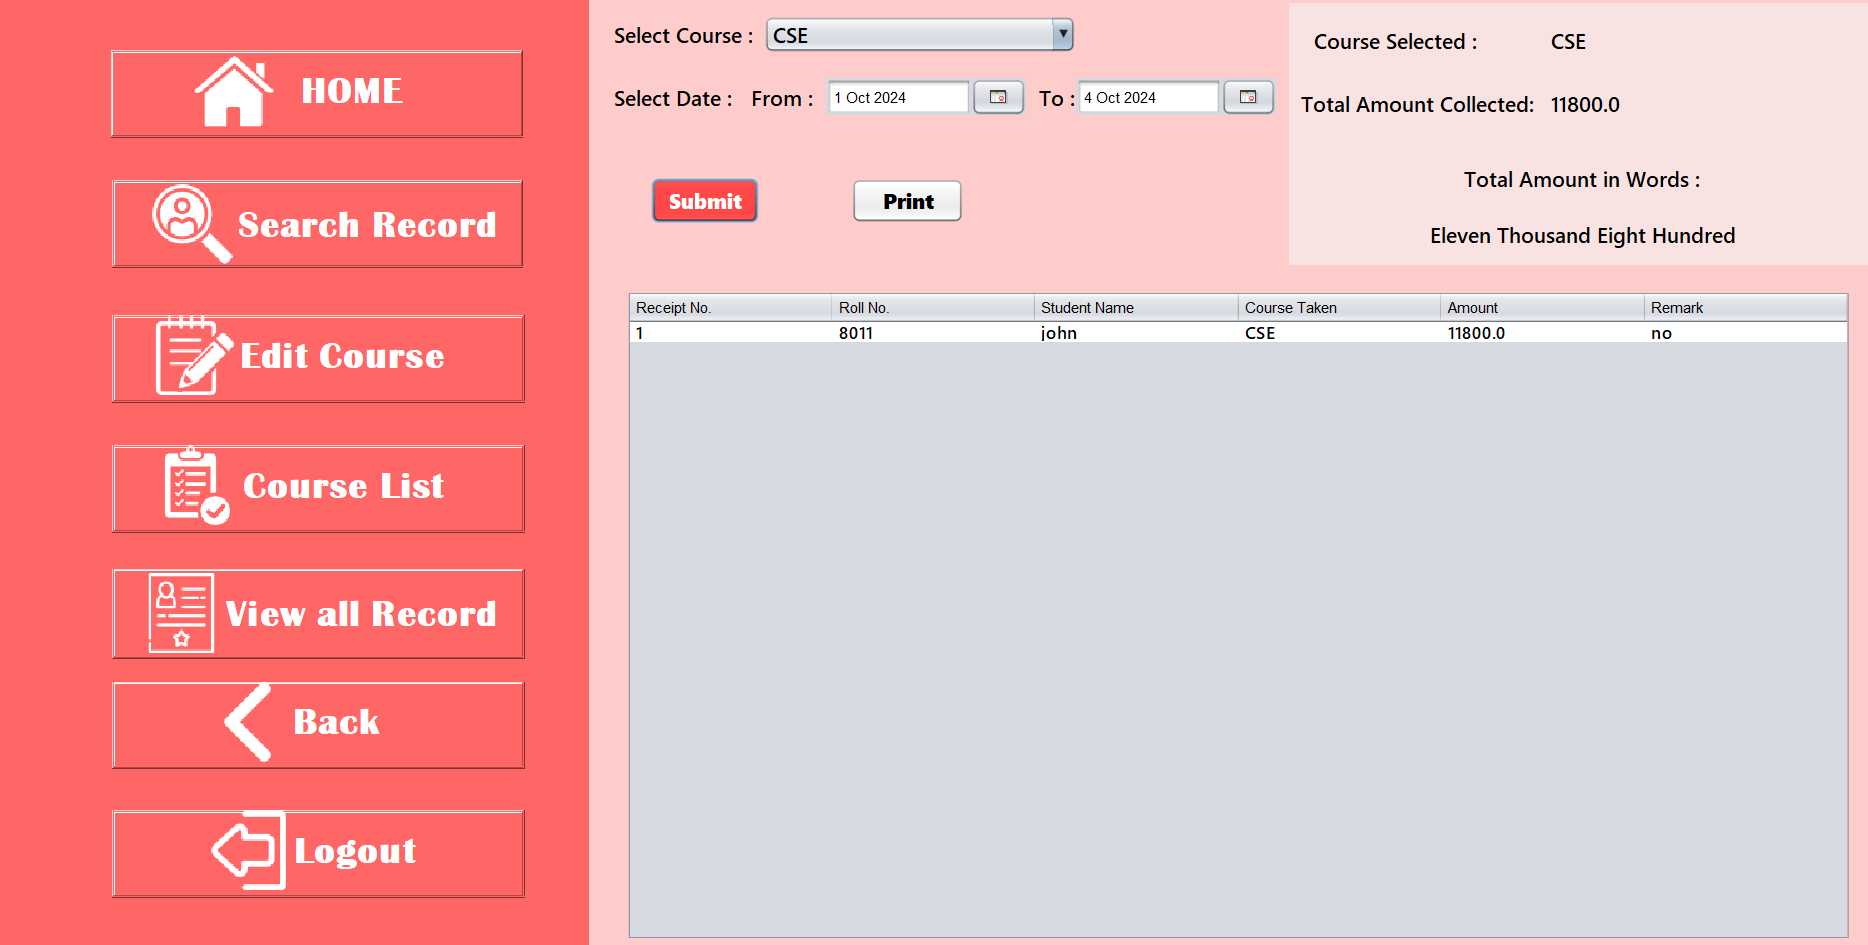 HOME
Search Record
Edit Course
Course List
View all Record
Back
Logout
Select Course : CSE
Select Date : From : 1 Oct 2024 To : 4 Oct 2024
Submit Print
Course Selected : CSE
Total Amount Collected: 11800.0
Total Amount in Words :
Eleven Thousand Eight Hundred
Receipt No. Roll No. Student Name Course Taken Amount Remark
1 8011 john CSE 11800.0 no